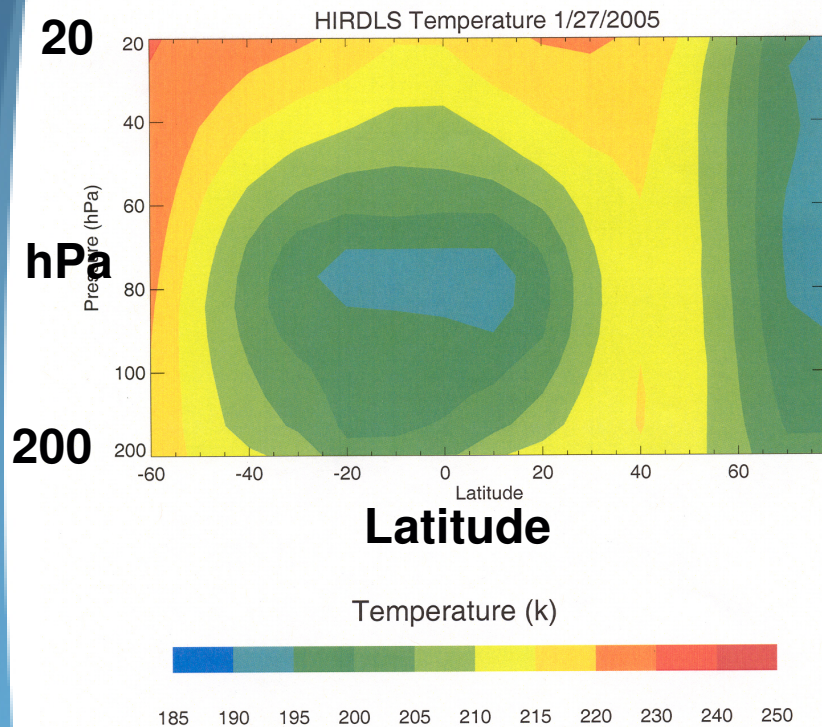 HIRDLS Temperature 1/27/2005
20
20
40
60
hPa
Pressure (hPa)
80
100
200
200
-60 -40 -20 0 20 40 60
Latitude
Latitude
Temperature (k)
185 190 195 200 205 210 215 220 230 240 250